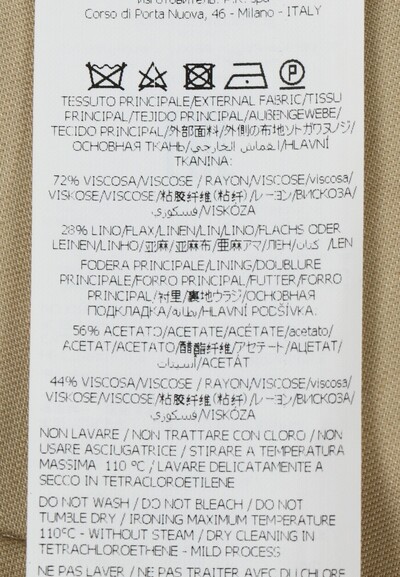 Corso di Porta Nuova, 46 - Milano - ITALY
P
TESSUTO PRINCIPALE/EXTERNAL FABRIC/TISSU
PRINCIPAL/TEJIDO PRINCIPAL/AUßENGEWEBE/
TECIDO PRINCIPAL/外部面料/外側の布地ソトガワヌノジ/
ОСНОВНАЯ ТКАНЬ/القماش الخارجي/HLAVNÍ
TKANINA:
72% VISCOSA/VISCOSE / RAYON/VISCOSE/viscosa/
VISKOSE/VISCOSE/粘胶纤维(粘纤)/レーヨン/ВИСКОЗА/
فسكوزي/VISKÓZA
28% LINO/FLAX/LINEN/LIN/LINO/FLACHS ODER
LEINEN/LINHO/亚麻/亚麻布/亜麻アマ/ЛЕН/كتان/LEN
FODERA PRINCIPALE/LINING/DOUBLURE
PRINCIPALE/FORRO PRINCIPAL/FUTTER/FORRO
PRINCIPAL/衬里/裏地ウラジ/ОСНОВНАЯ
ПОДКЛАДКА/بطانة/HLAVNÍ PODŠÍVKA:
56% ACETATO/ACETATE/ACÉTATE/acetato/
ACETAT/ACETATO/醋酯纤维/アセテート/АЦЕТАТ/
أسيتات/ACETÁT
44% VISCOSA/VISCOSE / RAYON/VISCOSE/viscosa/
VISKOSE/VISCOSE/粘胶纤维(粘纤)/レーヨン/ВИСКОЗА/
فسكوزي/VISKÓZA
NON LAVARE / NON TRATTARE CON CLORO / NON
USARE ASCIUGATRICE / STIRARE A TEMPERATURA
MASSIMA 110 °C / LAVARE DELICATAMENTE A
SECCO IN TETRACLOROETILENE
DO NOT WASH / DO NOT BLEACH / DO NOT
TUMBLE DRY / IRONING MAXIMUM TEMPERATURE
110°C - WITHOUT STEAM / DRY CLEANING IN
TETRACHLOROETHENE - MILD PROCESS
NE PAS LAVER / NE PAS TRAITER AVEC DU CHLORE